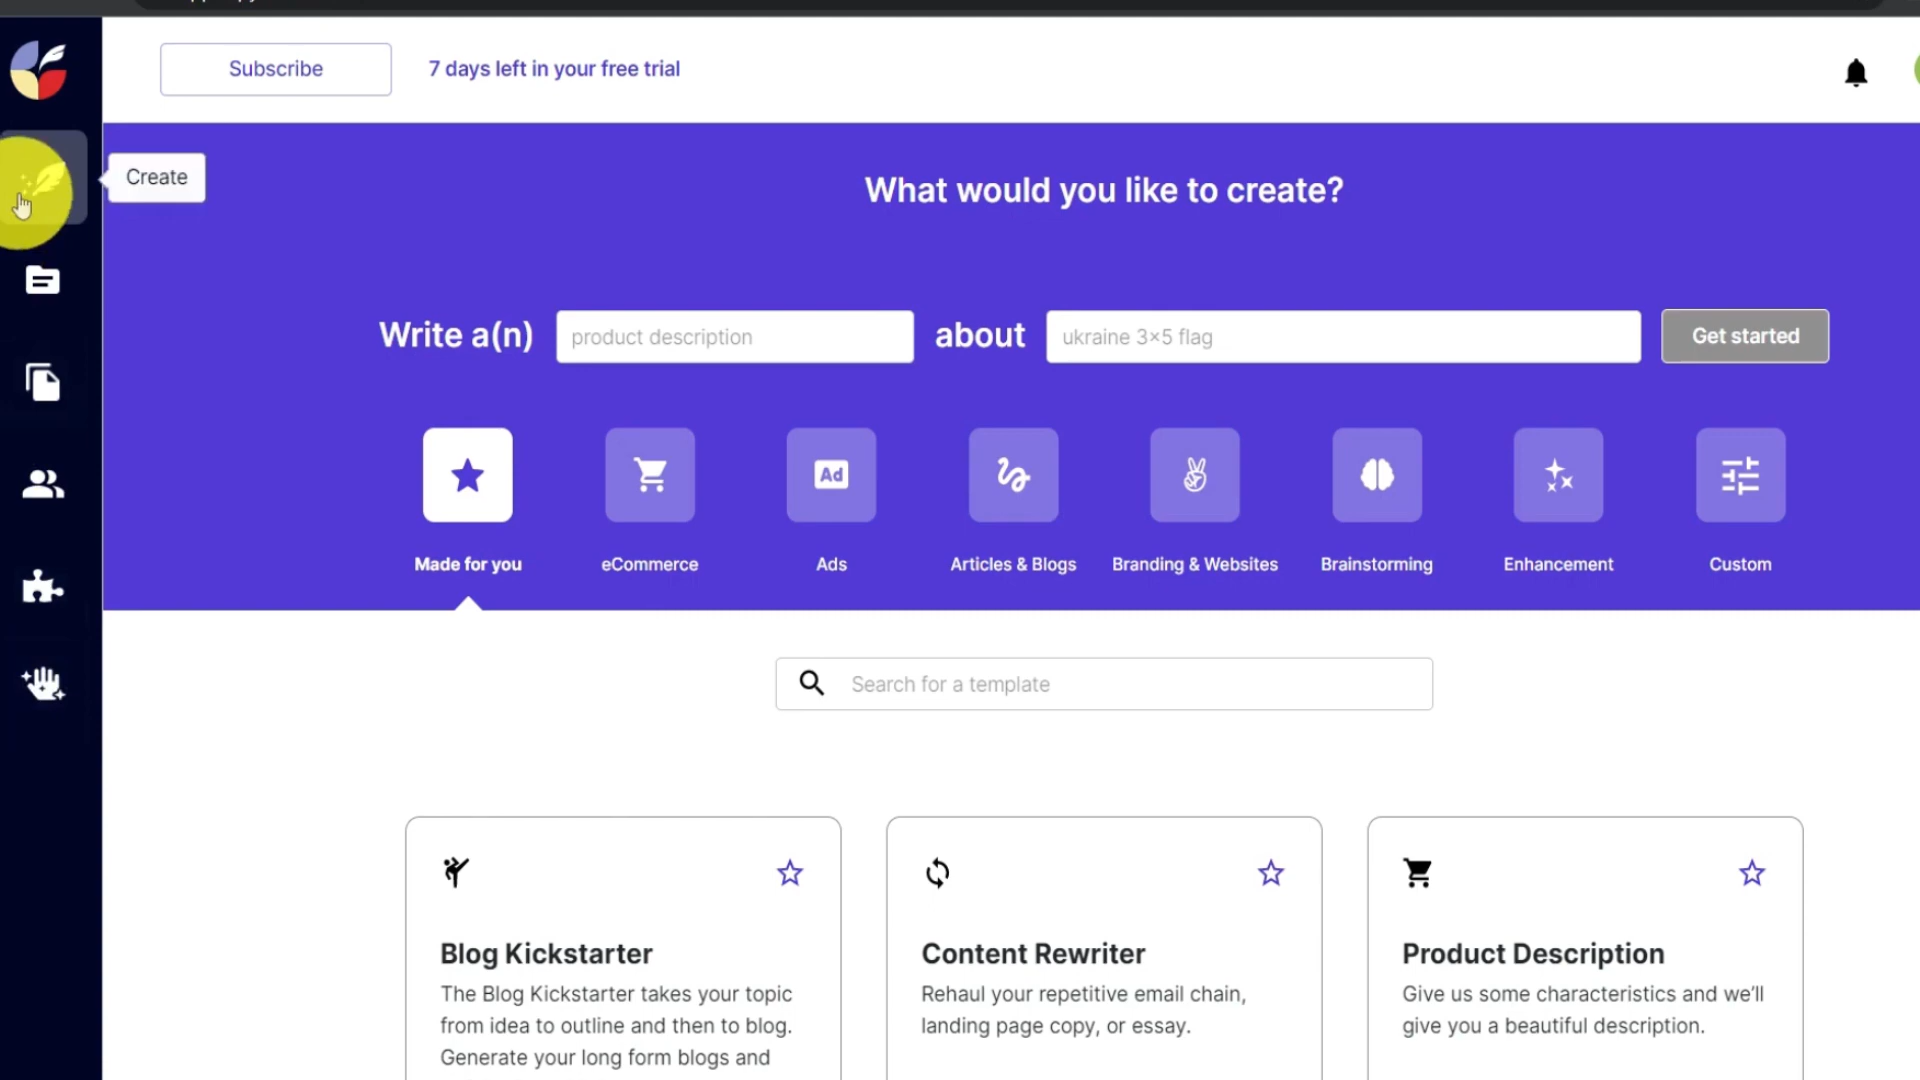 Subscribe
7 days left in your free trial
Create
What would you like to create?
Write a(n) product description about ukraine 3×5 flag Get started
Ad
Made for you eCommerce Ads Articles & Blogs Branding & Websites Brainstorming Enhancement Custom
Search for a template
Blog Kickstarter
The Blog Kickstarter takes your topic
from idea to outline and then to blog.
Generate your long form blogs and
Content Rewriter
Rehaul your repetitive email chain,
landing page copy, or essay.
Product Description
Give us some characteristics and we'll
give you a beautiful description.